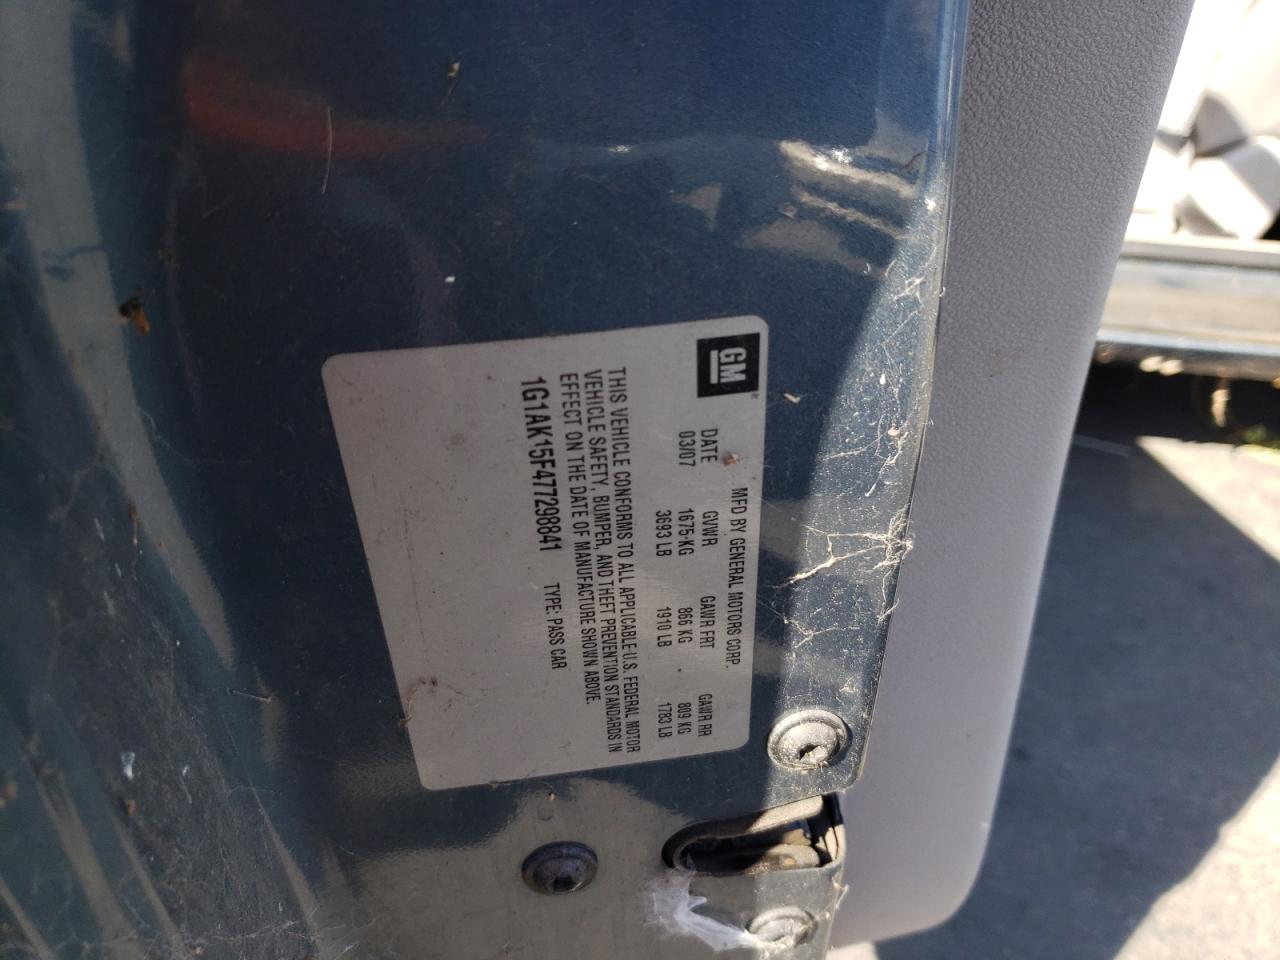 GM
MFD BY GENERAL MOTORS CORP.
DATE GVWR GAWR FRT GAWR RR
03/07 1675-KG 866 KG 809 KG
3693 LB 1910 LB 1783 LB
THIS VEHICLE CONFORMS TO ALL APPLICABLE U.S. FEDERAL MOTOR
VEHICLE SAFETY, BUMPER, AND THEFT PREVENTION STANDARDS IN
EFFECT ON THE DATE OF MANUFACTURE SHOWN ABOVE.
1G1AK15F477298841 TYPE: PASS CAR